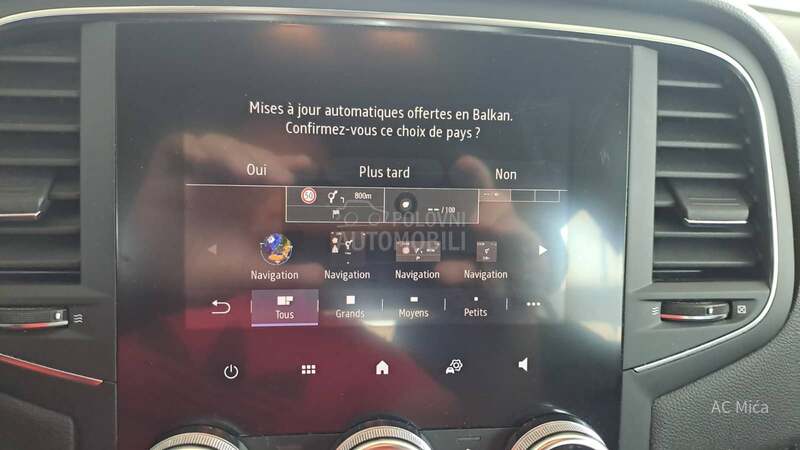 Mises à jour automatiques offertes en Balkan.
Confirmez-vous ce choix de pays ?
Oui Plus tard Non
50 800m -- /100
POLOVNI
AUTOMOBILI
Navigation Navigation Navigation Navigation
Tous Grands Moyens Petits
AC Mića